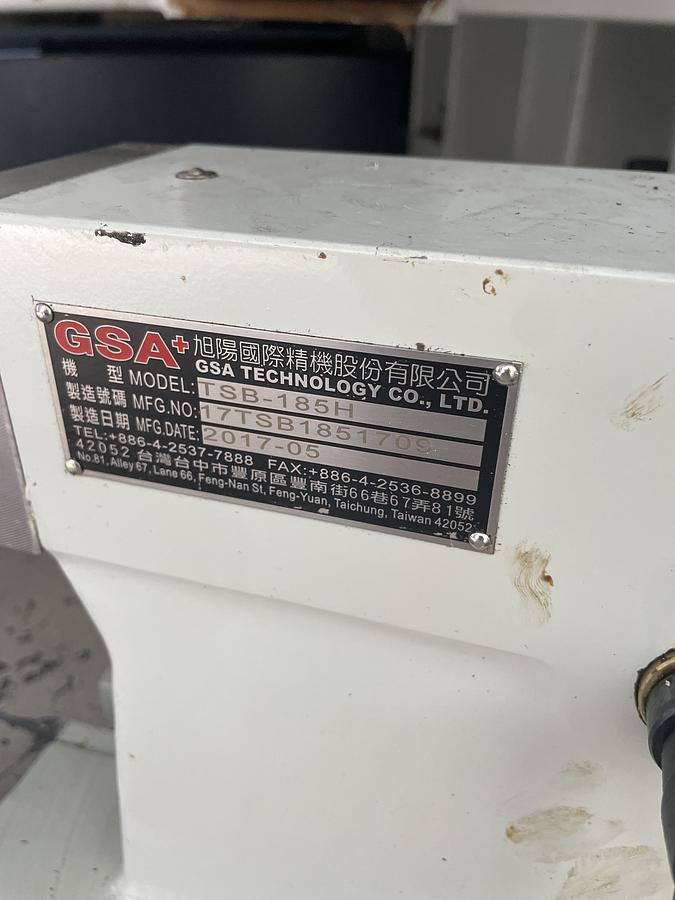 GSA+ 旭陽國際精機股份有限公司
GSA TECHNOLOGY CO., LTD.
機 型 MODEL: TSB-185H
製造號碼 MFG.NO: 17TSB1851709
製造日期 MFG.DATE: 2017-05
TEL:+886-4-2537-7888 FAX:+886-4-2536-8899
42052 台灣台中市豐原區豐南街66巷67弄81號
No.81, Alley 67, Lane 66, Feng-Nan St, Feng-Yuan, Taichung, Taiwan 42052